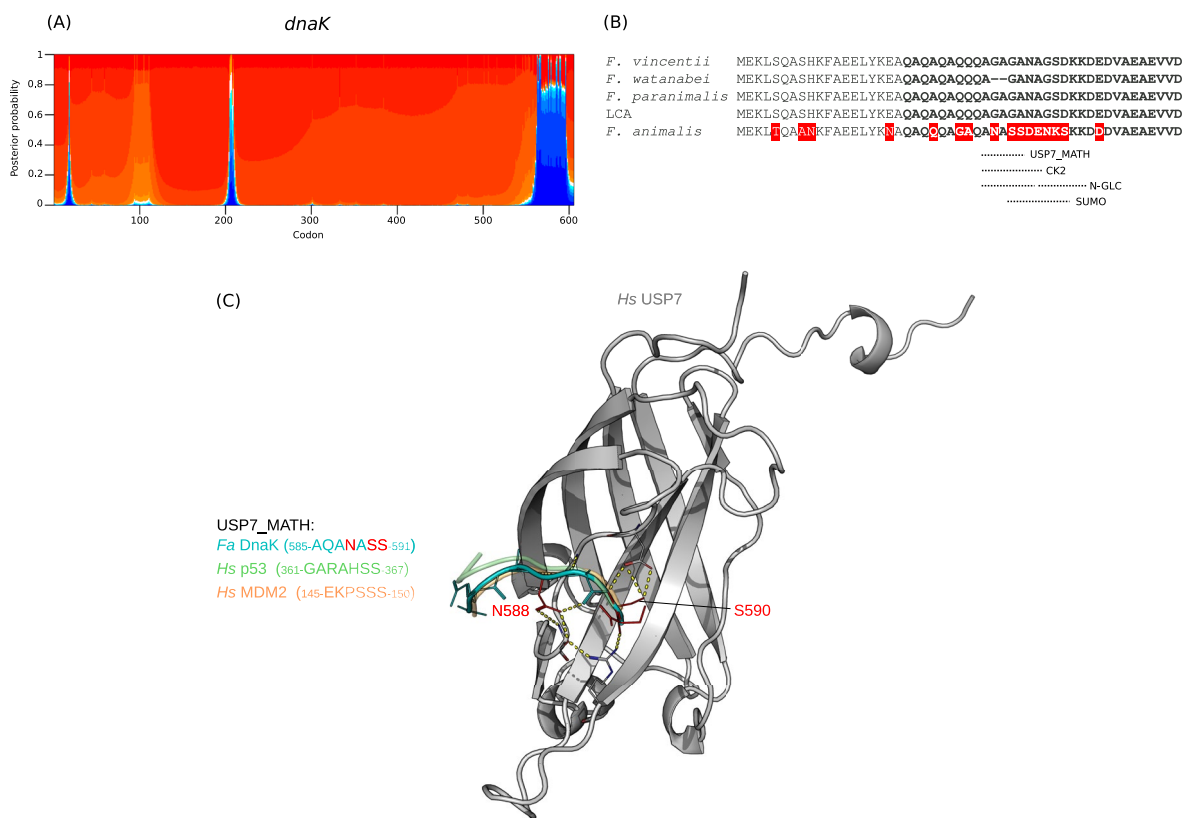 (A)
dnaK
Posterior probability
1
0.8
0.6
0.4
0.2
0
100 200 300 400 500 600
Codon
(B)
F. vincentii MEKLSQASHKFAEELYKEAQAQAQAQQQAGAGANAGSDKKDEDVAEAEVVD
F. watanabei MEKLSQASHKFAEELYKEAQAQAQAQQQA--GANAGSDKKDEDVAEAEVVD
F. paranimalis MEKLSQASHKFAEELYKEAQAQAQAQQQAGAGANAGSDKKDEDVAEAEVVD
LCA MEKLSQASHKFAEELYKEAQAQAQAQQQAGAGANAGSDKKDEDVAEAEVVD
F. animalis MEKLTQAANKFAEELYKNAQAQQQAGAQANASSDENKSKKDDDVAEAEVVD
USP7_MATH
CK2
N-GLC
SUMO
(C)
Hs USP7
USP7_MATH:
Fa DnaK (585-AQANASS-591)
Hs p53 (361-GARAHSS-367)
Hs MDM2 (145-EKPSSS-150)
N588
S590